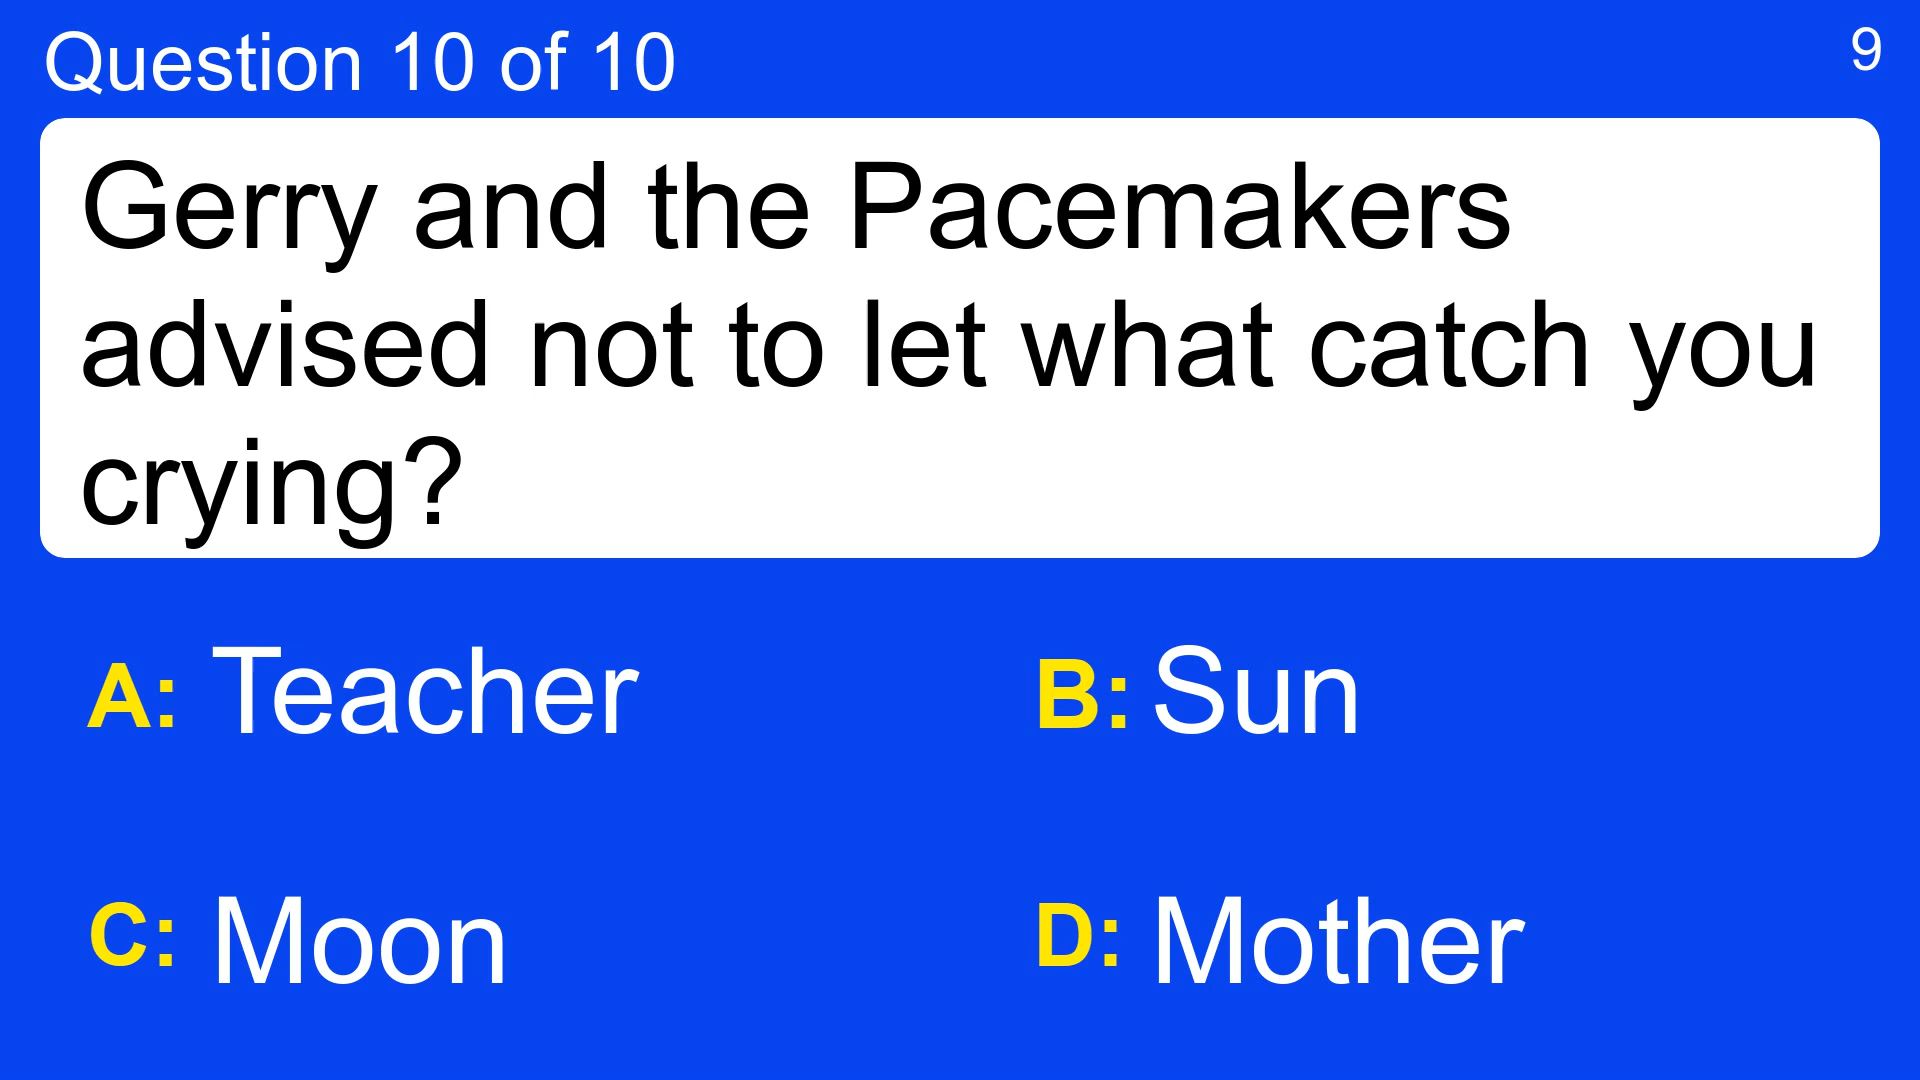 Question 10 of 10
9
Gerry and the Pacemakers
advised not to let what catch you
crying?
A: Teacher
B: Sun
C: Moon
D: Mother